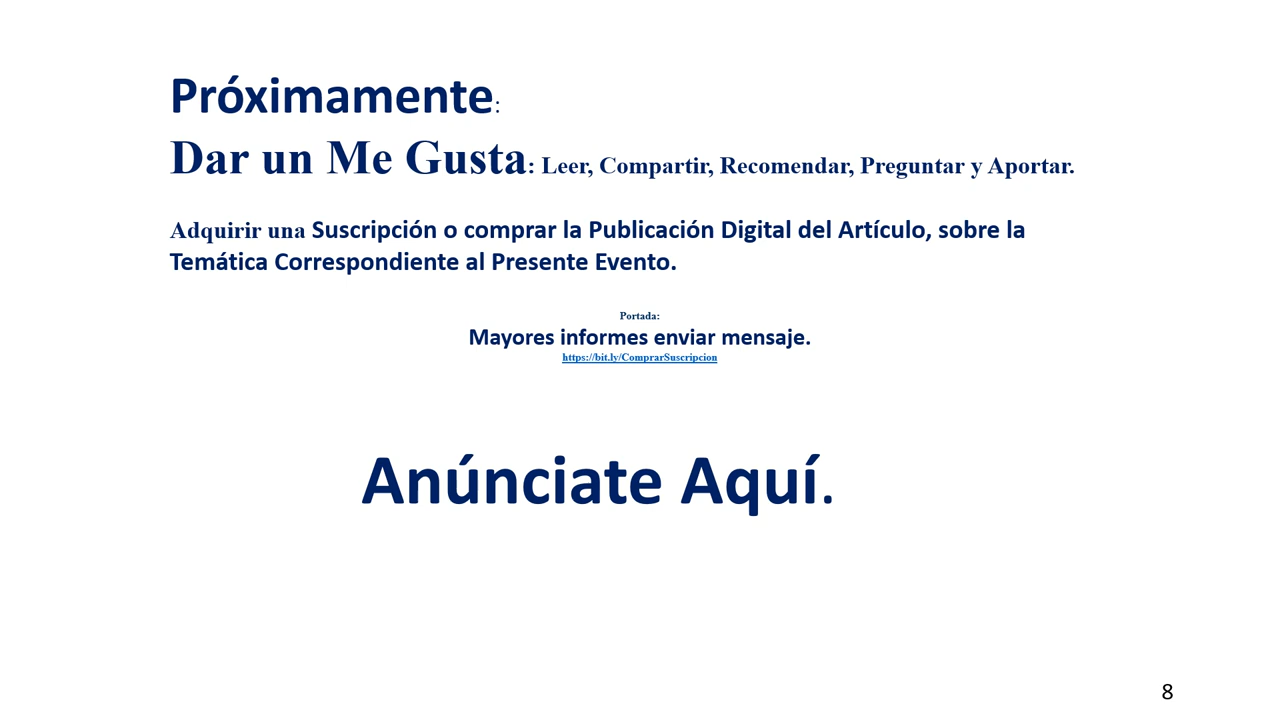 Próximamente:
Dar un Me Gusta: Leer, Compartir, Recomendar, Preguntar y Aportar.
Adquirir una Suscripción o comprar la Publicación Digital del Artículo, sobre la
Temática Correspondiente al Presente Evento.
Portada:
Mayores informes enviar mensaje.
https://bit.ly/ComprarSuscripcion
Anúnciate Aquí.
8